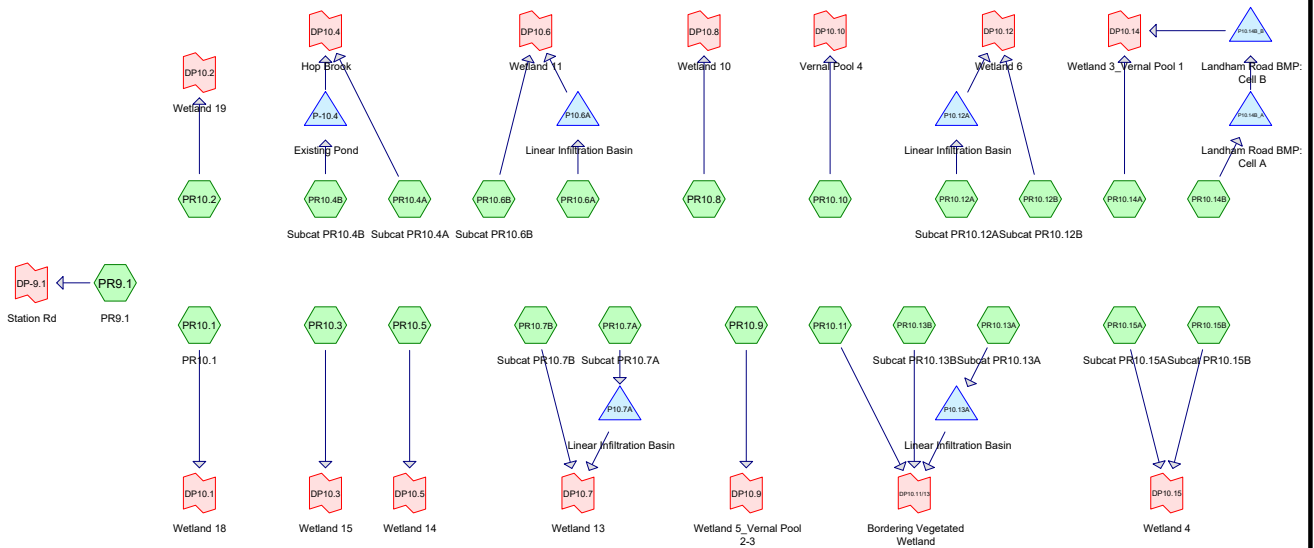 DP10.4
DP10.6
DP10.8
DP10.10
DP10.12
DP10.14
P10.14B_B
Hop Brook
Wetland 11
Wetland 10
Vernal Pool 4
Wetland 6
Wetland 3_Vernal Pool 1
Landham Road BMP:
Cell B
DP10.2
Wetland 19
P-10.4
P10.6A
P10.12A
P10.14B_A
Existing Pond
Linear Infiltration Basin
Linear Infiltration Basin
Landham Road BMP:
Cell A
PR10.2
PR10.4B
PR10.4A
PR10.6B
PR10.6A
PR10.8
PR10.10
PR10.12A
PR10.12B
PR10.14A
PR10.14B
Subcat PR10.4B
Subcat PR10.4A
Subcat PR10.6B
Subcat PR10.12A
Subcat PR10.12B
DP-9.1
PR9.1
Station Rd
PR9.1
PR10.1
PR10.3
PR10.5
PR10.7B
PR10.7A
PR10.9
PR10.11
PR10.13B
PR10.13A
PR10.15A
PR10.15B
PR10.1
Subcat PR10.7B
Subcat PR10.7A
Subcat PR10.13B
Subcat PR10.13A
Subcat PR10.15A
Subcat PR10.15B
P10.7A
P10.13A
Linear Infiltration Basin
Linear Infiltration Basin
DP10.1
DP10.3
DP10.5
DP10.7
DP10.9
DP10.11/13
DP10.15
Wetland 18
Wetland 15
Wetland 14
Wetland 13
Wetland 5_Vernal Pool
2-3
Bordering Vegetated
Wetland
Wetland 4